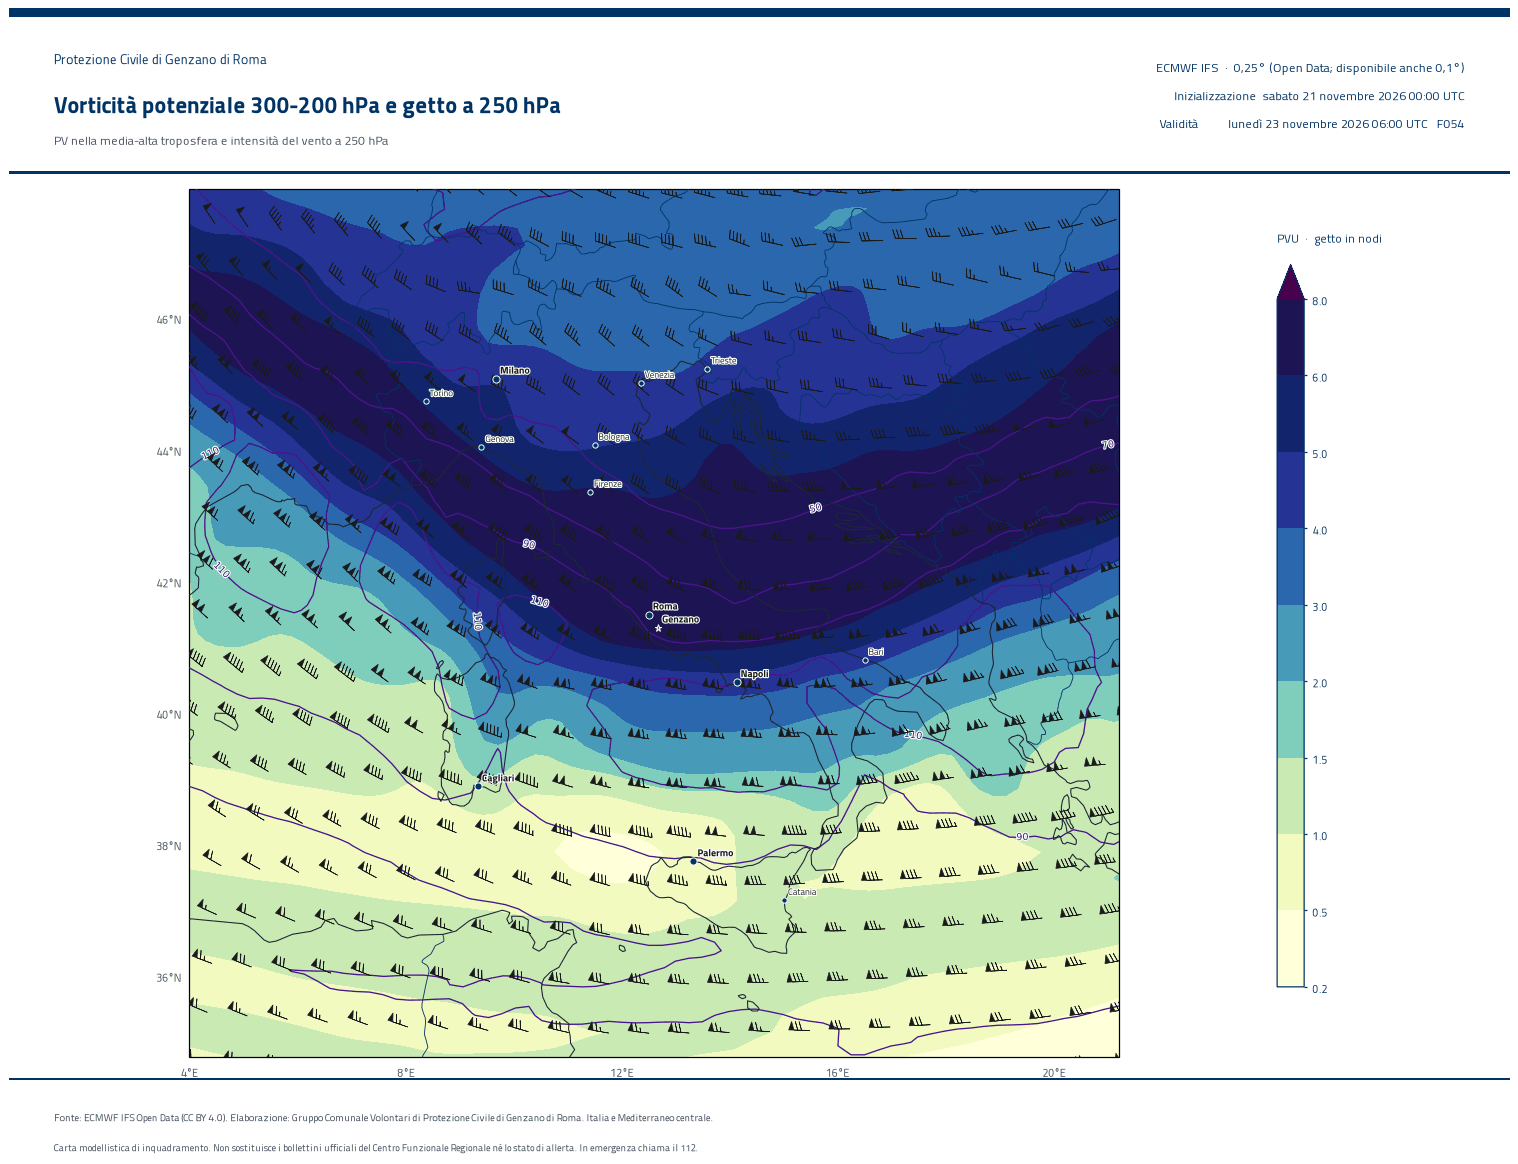 Protezione Civile di Genzano di Roma
Vorticità potenziale 300-200 hPa e getto a 250 hPa
PV nella media-alta troposfera e intensità del vento a 250 hPa
ECMWF IFS · 0,25° (Open Data; disponibile anche 0,1°)
Inizializzazione sabato 21 novembre 2026 00:00 UTC
Validità lunedì 23 novembre 2026 06:00 UTC F054
PVU · getto in nodi
8.0
6.0
5.0
4.0
3.0
2.0
1.5
1.0
0.5
0.2
46°N
44°N
42°N
40°N
38°N
36°N
4°E
8°E
12°E
16°E
20°E
Trieste
Milano
Venezia
Turino
Genova
Bologna
110
70
Firenze
50
90
110
110
110
Roma
Genzano
Bari
Napoli
110
Cagliari
90
Palermo
Catania
Fonte: ECMWF IFS Open Data (CC BY 4.0). Elaborazione: Gruppo Comunale Volontari di Protezione Civile di Genzano di Roma. Italia e Mediterraneo centrale.
Carta modellistica di inquadramento. Non sostituisce i bollettini ufficiali del Centro Funzionale Regionale né lo stato di allerta. In emergenza chiama il 112.